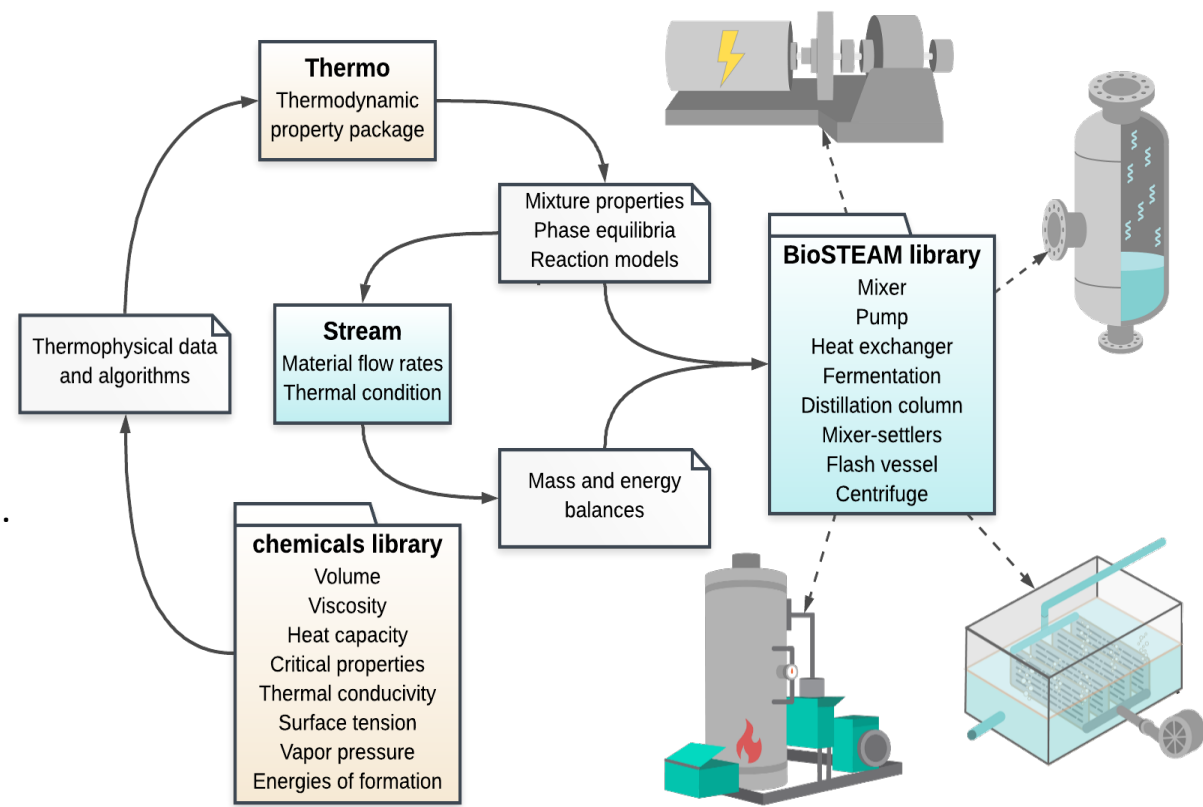 Thermo
Thermodynamic
property package
Mixture properties
Phase equilibria
Reaction models
BioSTEAM library
Mixer
Pump
Heat exchanger
Fermentation
Distillation column
Mixer-settlers
Flash vessel
Centrifuge
Stream
Material flow rates
Thermal condition
Thermophysical data
and algorithms
Mass and energy
balances
chemicals library
Volume
Viscosity
Heat capacity
Critical properties
Thermal conducivity
Surface tension
Vapor pressure
Energies of formation